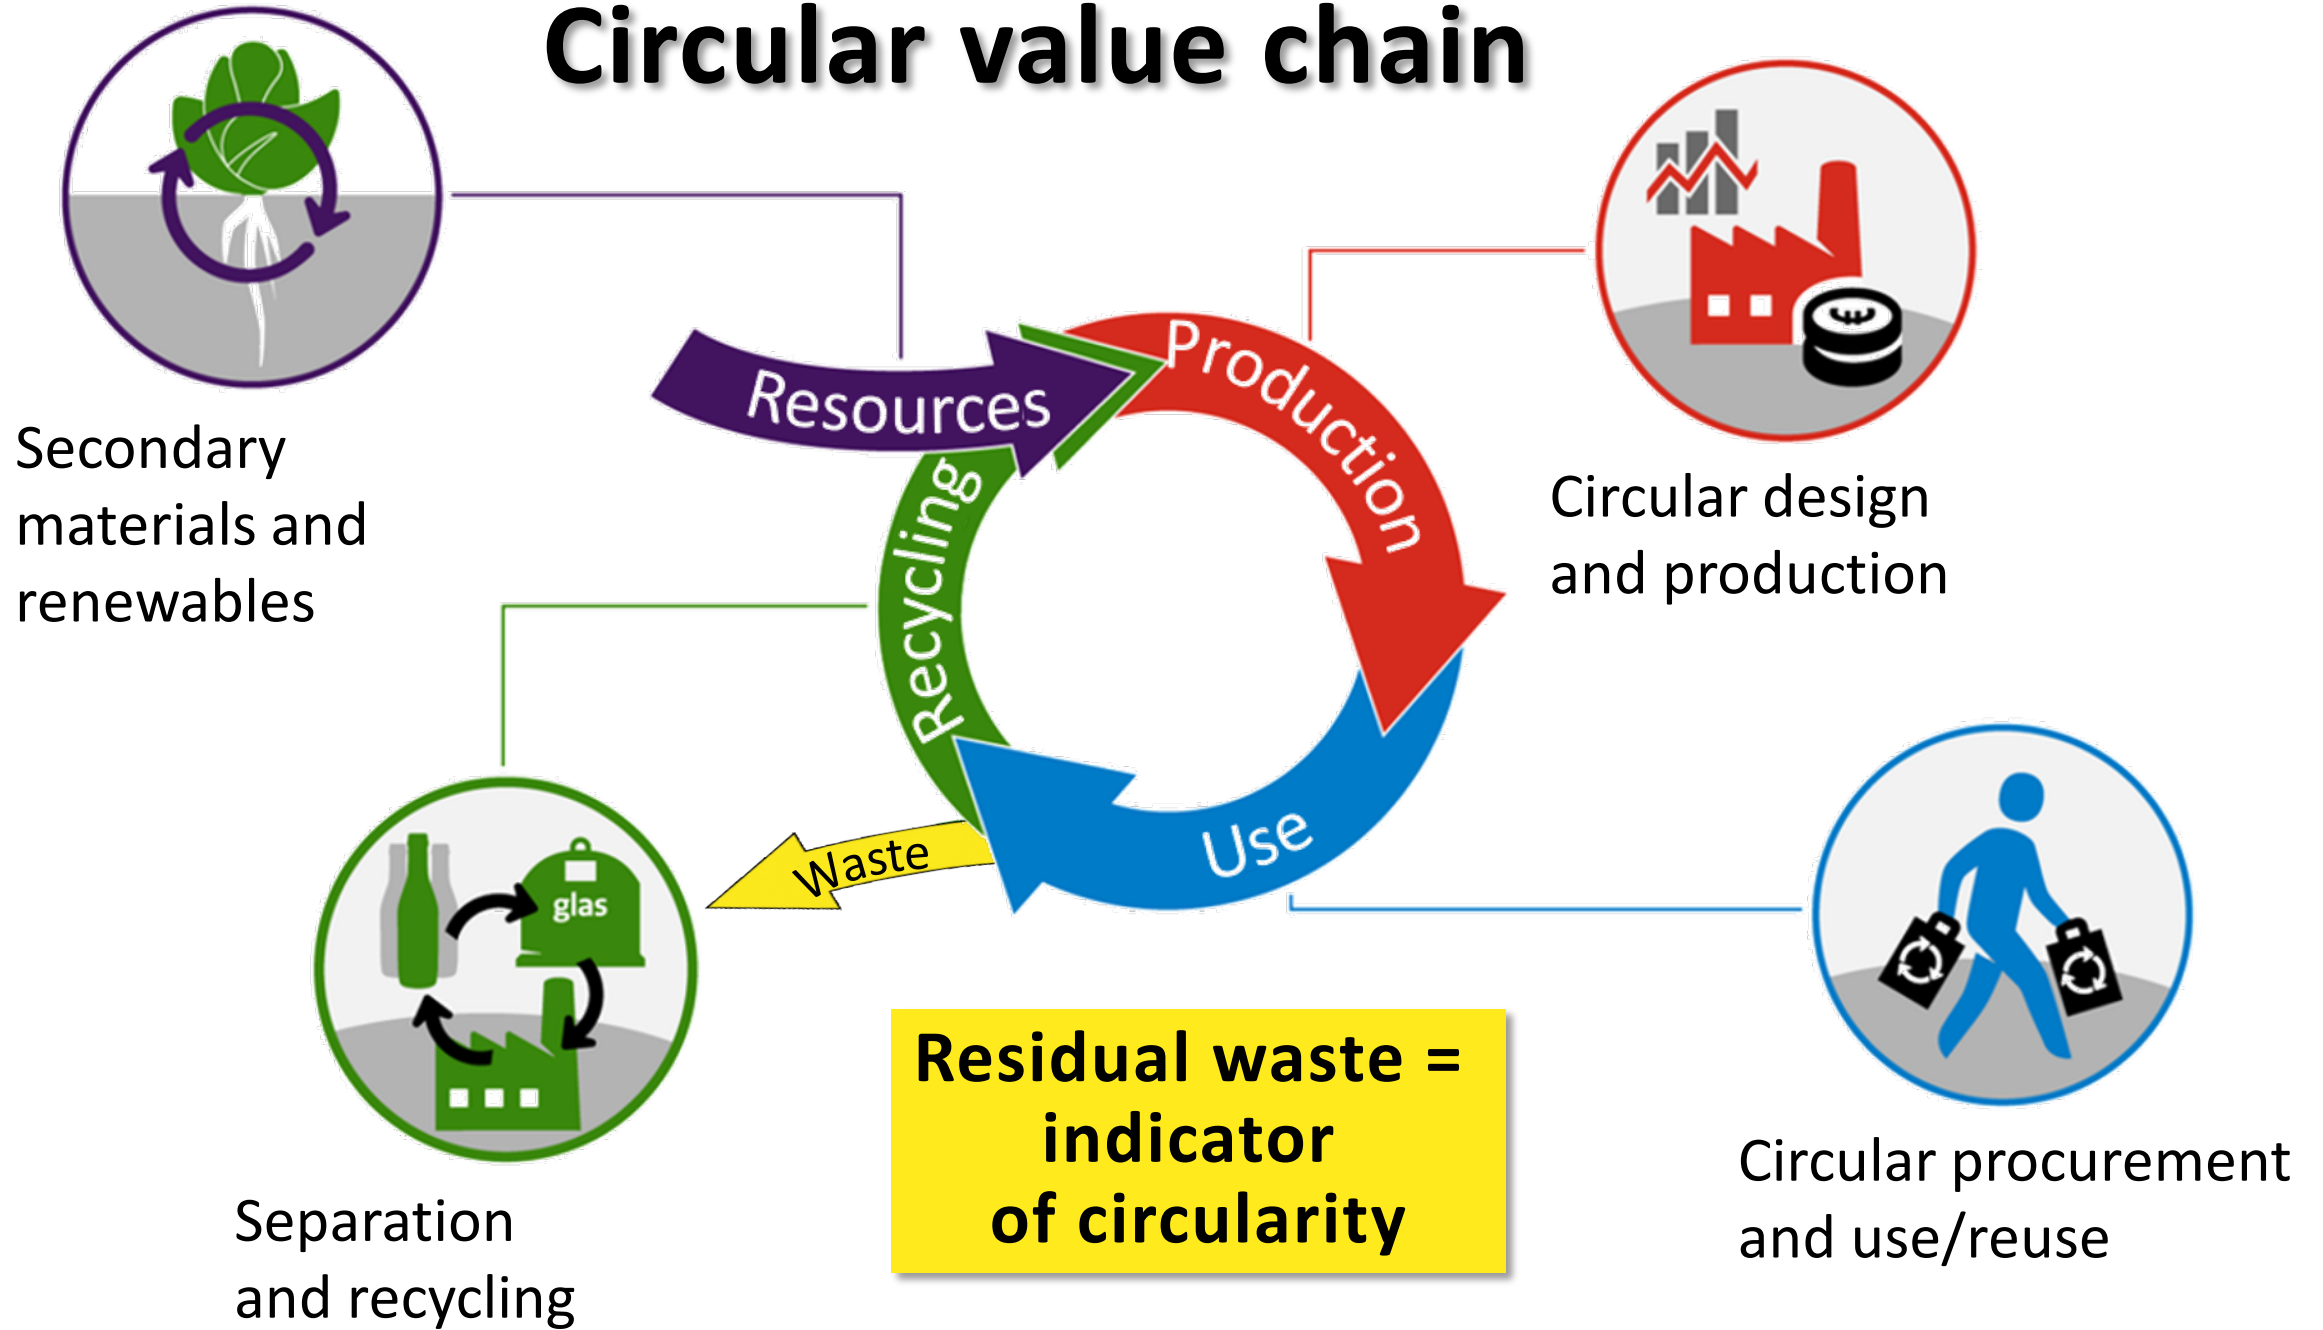 Circular value chain
Secondary
materials and
renewables
Resources
Production
Circular design
and production
Recycling
Use
Waste
glas
Separation
and recycling
Residual waste =
indicator
of circularity
Circular procurement
and use/reuse